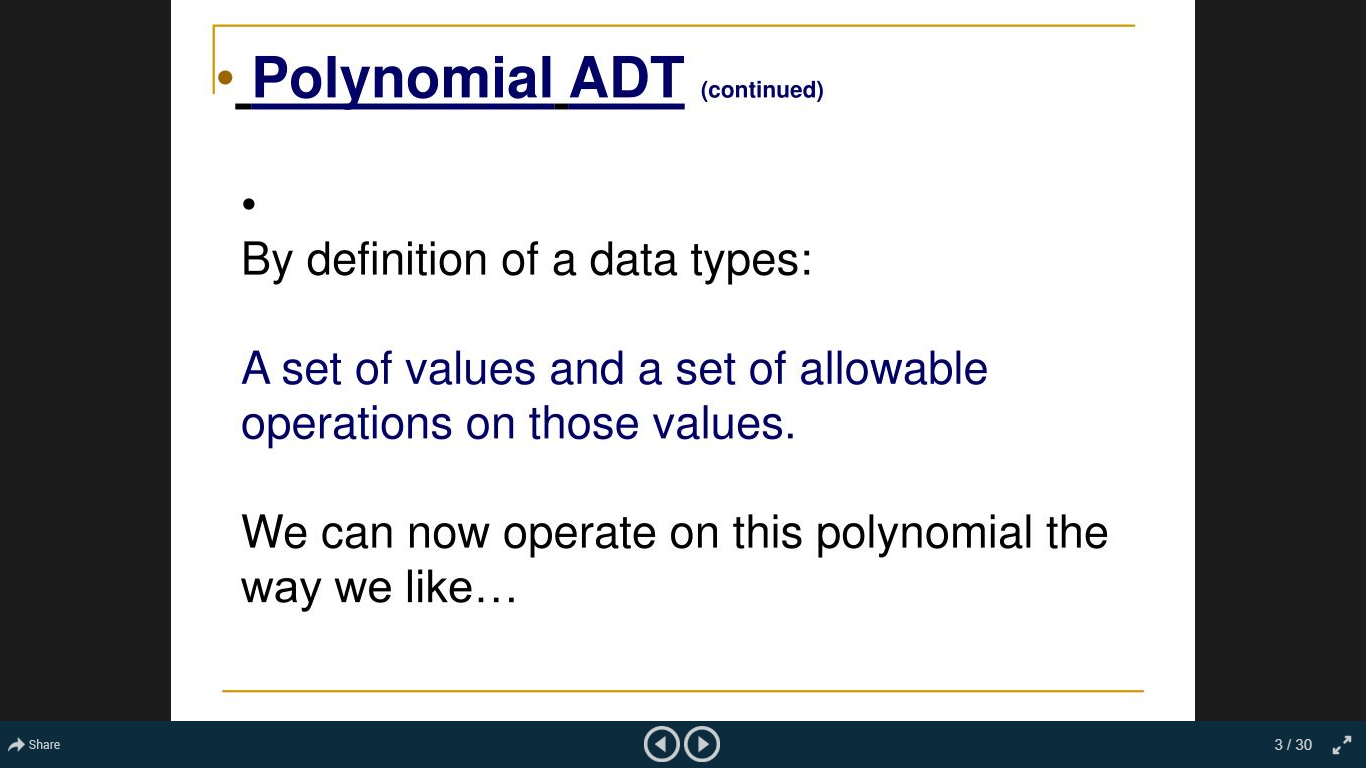 • Polynomial ADT (continued)
•
By definition of a data types:
A set of values and a set of allowable
operations on those values.
We can now operate on this polynomial the
way we like…
Share
3 / 30